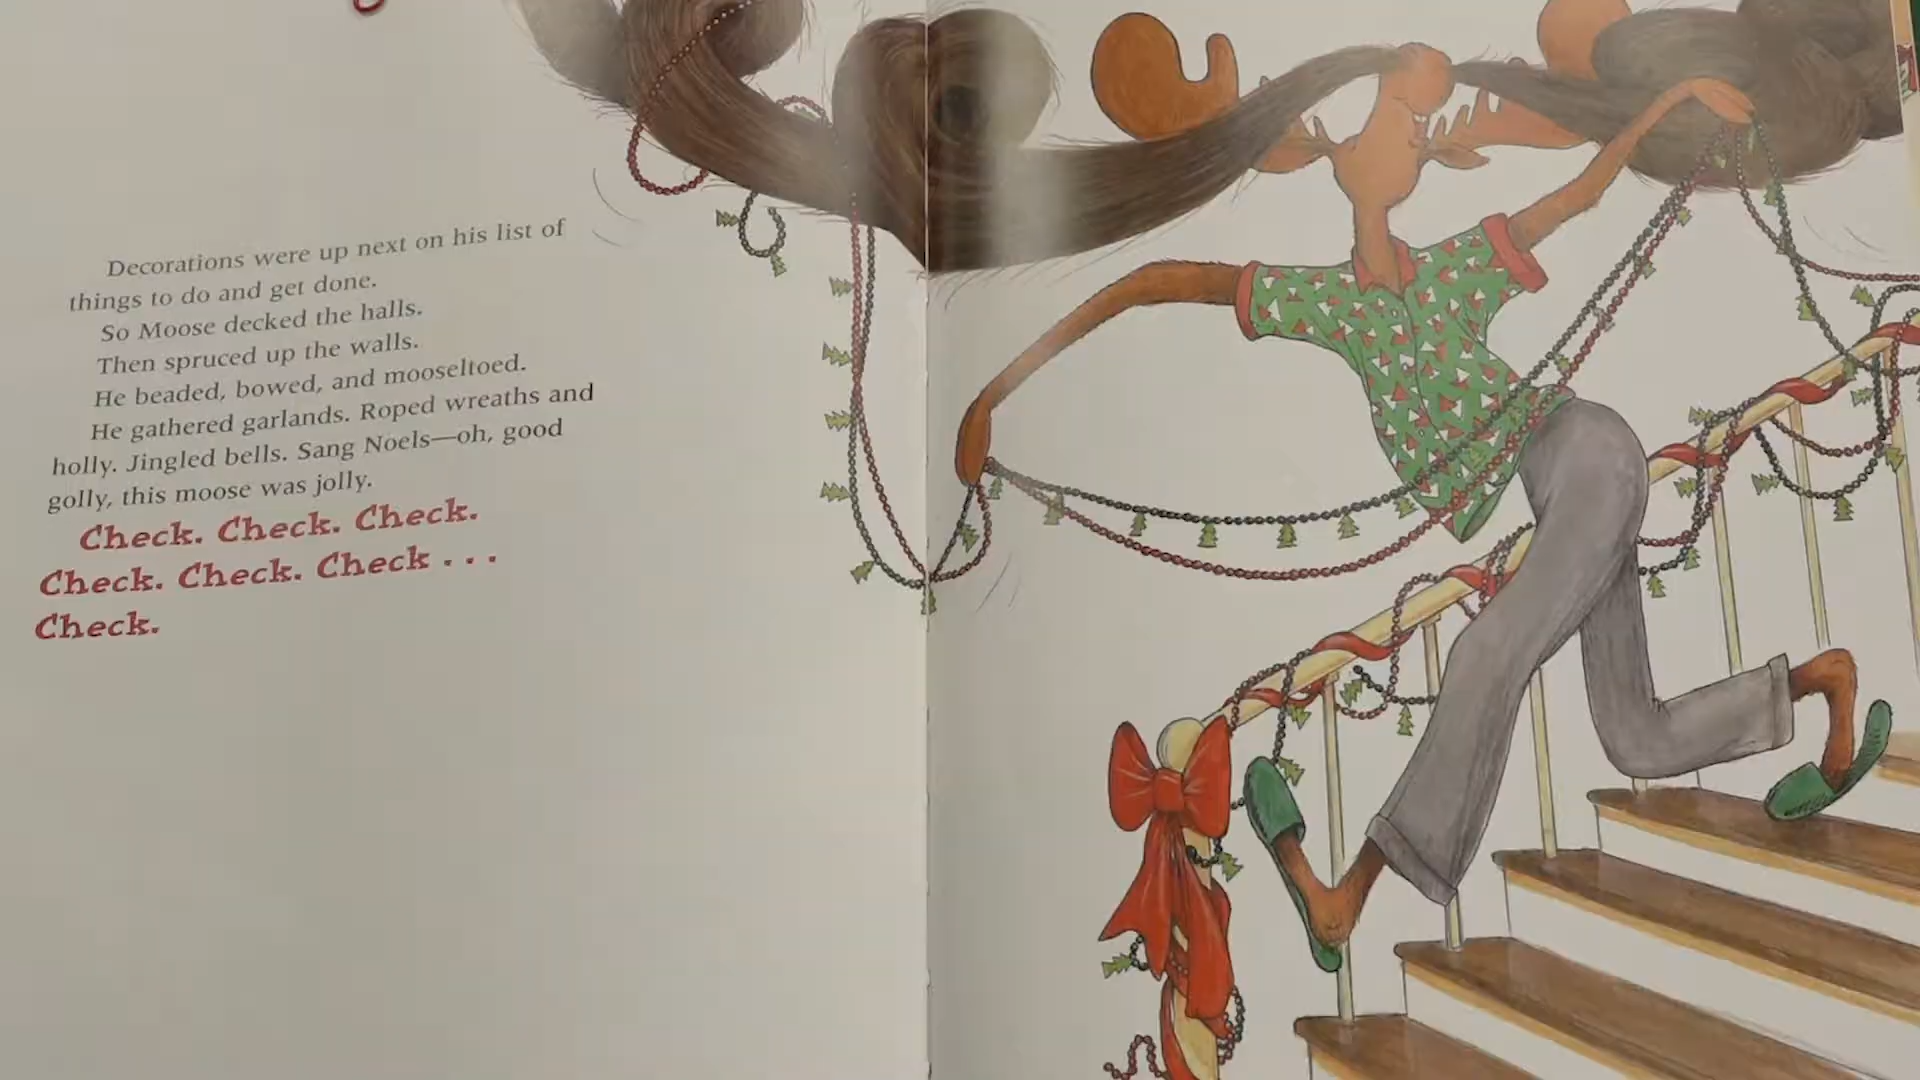 Decorations were up next on his list of
things to do and get done.
So Moose decked the halls.
Then spruced up the walls.
He beaded, bowed, and mooseltoed.
He gathered garlands. Roped wreaths and
holly. Jingled bells. Sang Noels—oh, good
golly, this moose was jolly.
Check. Check. Check.
Check. Check. Check . . .
Check.